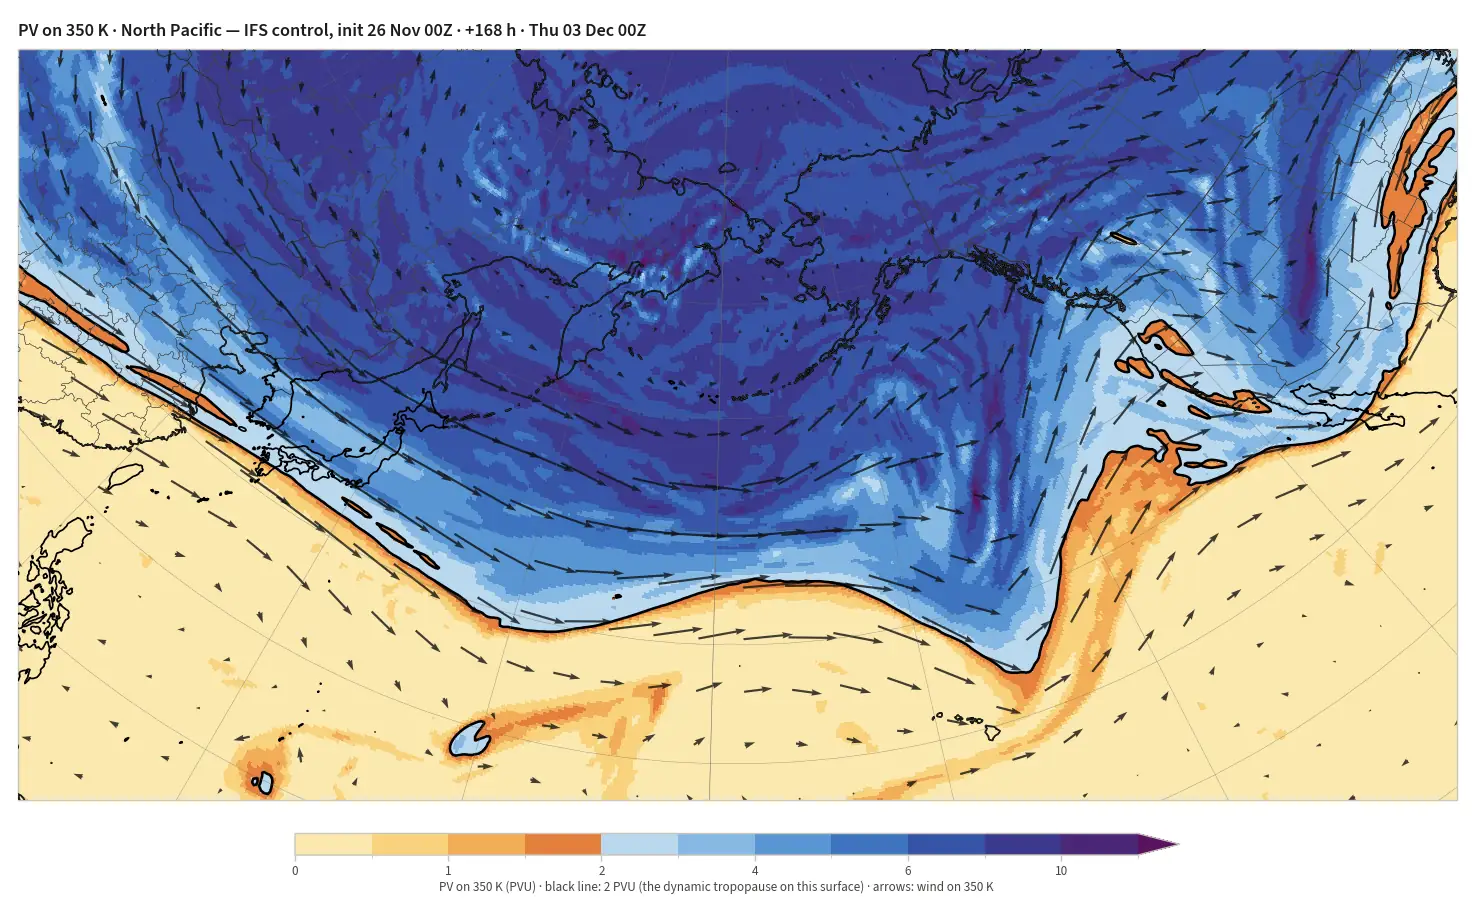 PV on 350 K · North Pacific — IFS control, init 26 Nov 00Z · +168 h · Thu 03 Dec 00Z
0 1 2 4 6 10
PV on 350 K (PVU) · black line: 2 PVU (the dynamic tropopause on this surface) · arrows: wind on 350 K